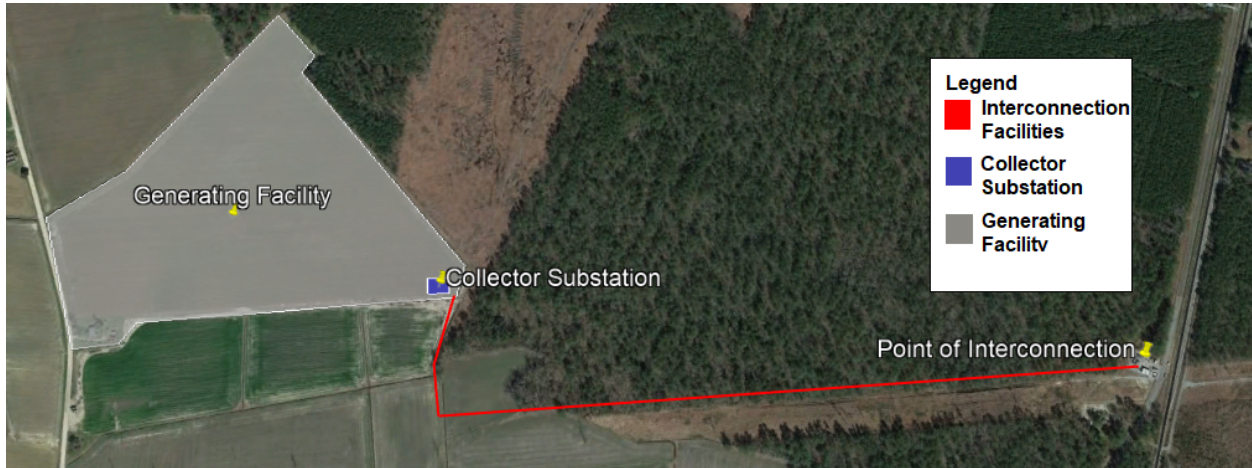 Generating Facility
Collector Substation
Point of Interconnection
Legend
Interconnection
Facilities
Collector
Substation
Generating
Facility